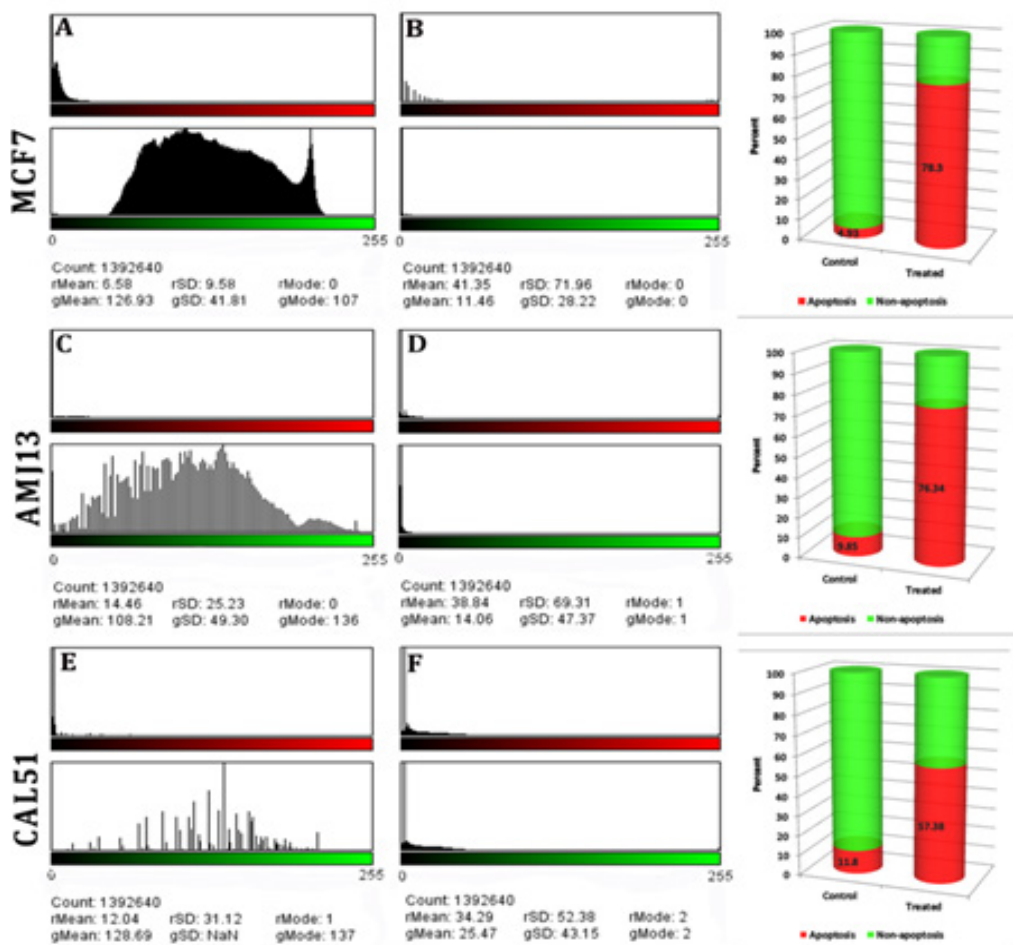 MCF7
A
0 255
Count: 1392640
rMean: 6.58 rSD: 9.58 rMode: 0
gMean: 126.93 gSD: 41.81 gMode: 107
B
0 255
Count: 1392640
rMean: 41.35 rSD: 71.96 rMode: 0
gMean: 11.46 gSD: 28.22 gMode: 0
100
90
80
70
60
50
40
30
20
10
0
Percent
78.3
Control
Treated
Apoptosis Non-apoptosis
AMJ13
C
0 255
Count: 1392640
rMean: 14.46 rSD: 25.23 rMode: 0
gMean: 108.21 gSD: 49.30 gMode: 136
D
0 255
Count: 1392640
rMean: 38.84 rSD: 69.31 rMode: 1
gMean: 14.06 gSD: 47.37 gMode: 1
100
90
80
70
60
50
40
30
20
10
0
Percent
9.85
76.34
Control
Treated
Apoptosis Non-apoptosis
CAL51
E
0 255
Count: 1392640
rMean: 12.04 rSD: 31.12 rMode: 1
gMean: 128.69 gSD: NaN gMode: 137
F
0 255
Count: 1392640
rMean: 34.29 rSD: 52.38 rMode: 2
gMean: 25.47 gSD: 43.15 gMode: 2
100
90
80
70
60
50
40
30
20
10
0
Percent
11.8
57.38
Control
Treated
Apoptosis Non-apoptosis